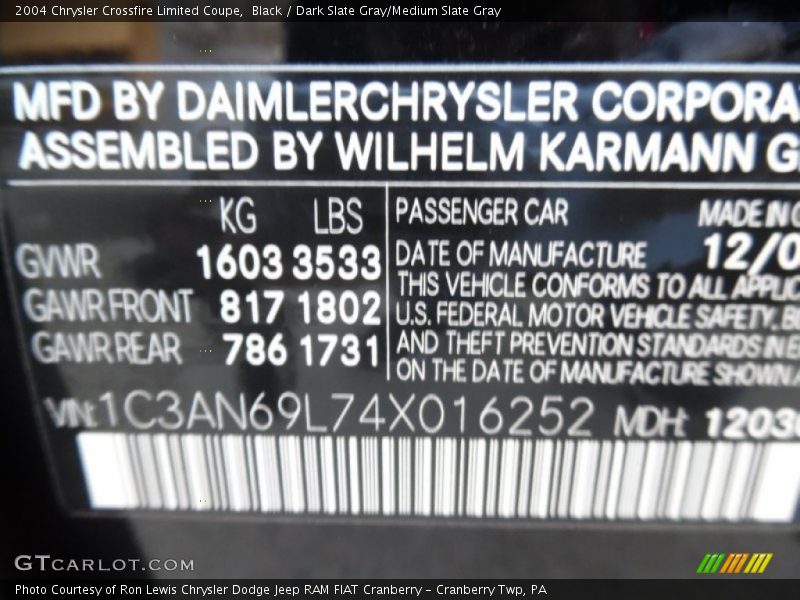 2004 Chrysler Crossfire Limited Coupe, Black / Dark Slate Gray/Medium Slate Gray
MFD BY DAIMLERCHRYSLER CORPORA
ASSEMBLED BY WILHELM KARMANN G
KG LBS
GVWR 1603 3533
GAWR FRONT 817 1802
GAWR REAR 786 1731
PASSENGER CAR MADE IN G
DATE OF MANUFACTURE 12/0
THIS VEHICLE CONFORMS TO ALL APPLIC
U.S. FEDERAL MOTOR VEHICLE SAFETY, B
AND THEFT PREVENTION STANDARDS IN E
ON THE DATE OF MANUFACTURE SHOWN A
VIN: 1C3AN69L74X016252 MDH: 12030
GTCARLOT.COM
Photo Courtesy of Ron Lewis Chrysler Dodge Jeep RAM FIAT Cranberry – Cranberry Twp, PA